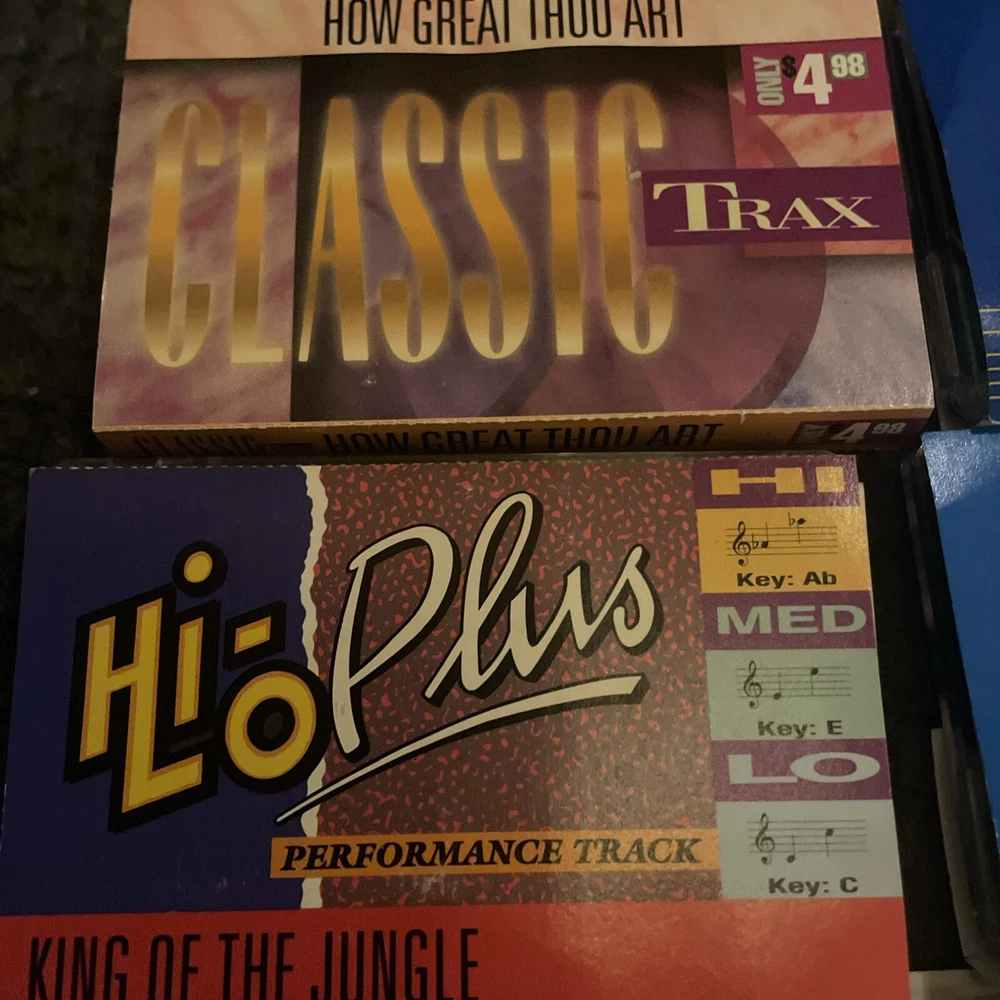 HOW GREAT THOU ART
ONLY $4.98
CLASSIC
TRAX
CLASSIC
HOW GREAT THOU ART
$4.98
HI
Key: Ab
MED
Key: E
LO
Key: C
Hi-Lo Plus
PERFORMANCE TRACK
KING OF THE JUNGLE